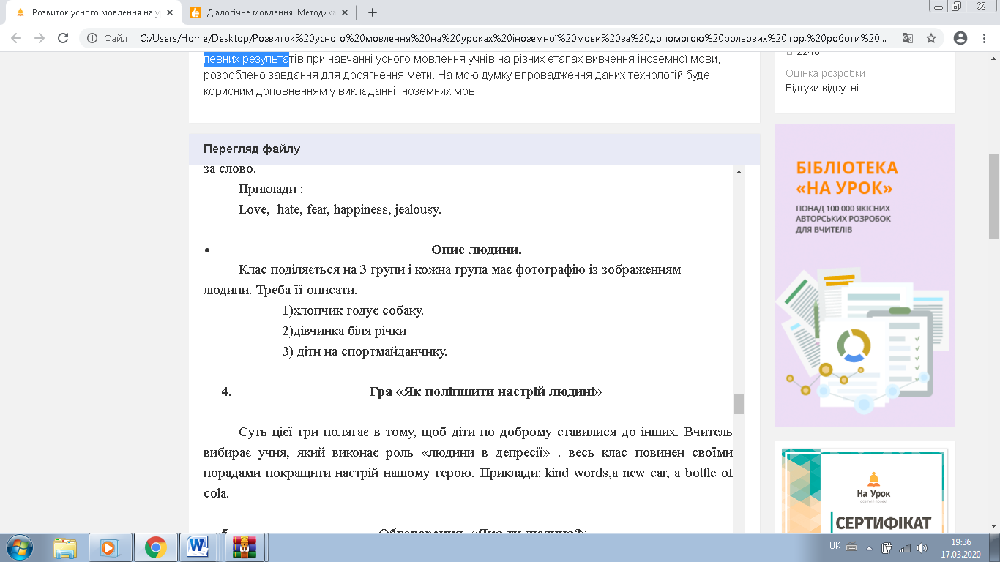 Розвиток усного мовлення на у
Діалогічне мовлення. Методика
Файл
C:/Users/Home/Desktop/Розвиток%20усного%20мовлення%20на%20уроках%20іноземної%20мови%20за%20допомогою%20рольових%20ігор,%20роботи%20...
певних результатів при навчанні усного мовлення учнів на різних етапах вивчення іноземної мови,
розроблено завдання для досягнення мети. На мою думку впровадження даних технологій буде
корисним доповненням у викладанні іноземних мов.
Перегляд файлу
за слово.
Приклади :
Love,  hate, fear, happiness, jealousy.
• Опис людини.
Клас поділяється на 3 групи і кожна група має фотографію із зображенням
людини. Треба її описати.
1)хлопчик годує собаку.
2)дівчинка біля річки
3) діти на спортмайданчику.
4. Гра «Як поліпшити настрій людині»
Суть цієї гри полягає в тому, щоб діти по доброму ставилися до інших. Вчитель
вибирає учня, який виконає роль «людини в депресії» . весь клас повинен своїми
порадами покращити настрій нашому герою. Приклади: kind words,a new car, a bottle of
cola.
Оцінка розробки
Відгуки відсутні
БІБЛІОТЕКА
«НА УРОК»
ПОНАД 100 000 ЯКІСНИХ
АВТОРСЬКИХ РОЗРОБОК
ДЛЯ ВЧИТЕЛІВ
На Урок
освітній проект
СЕРТИФІКАТ
UK
19:36
17.03.2020